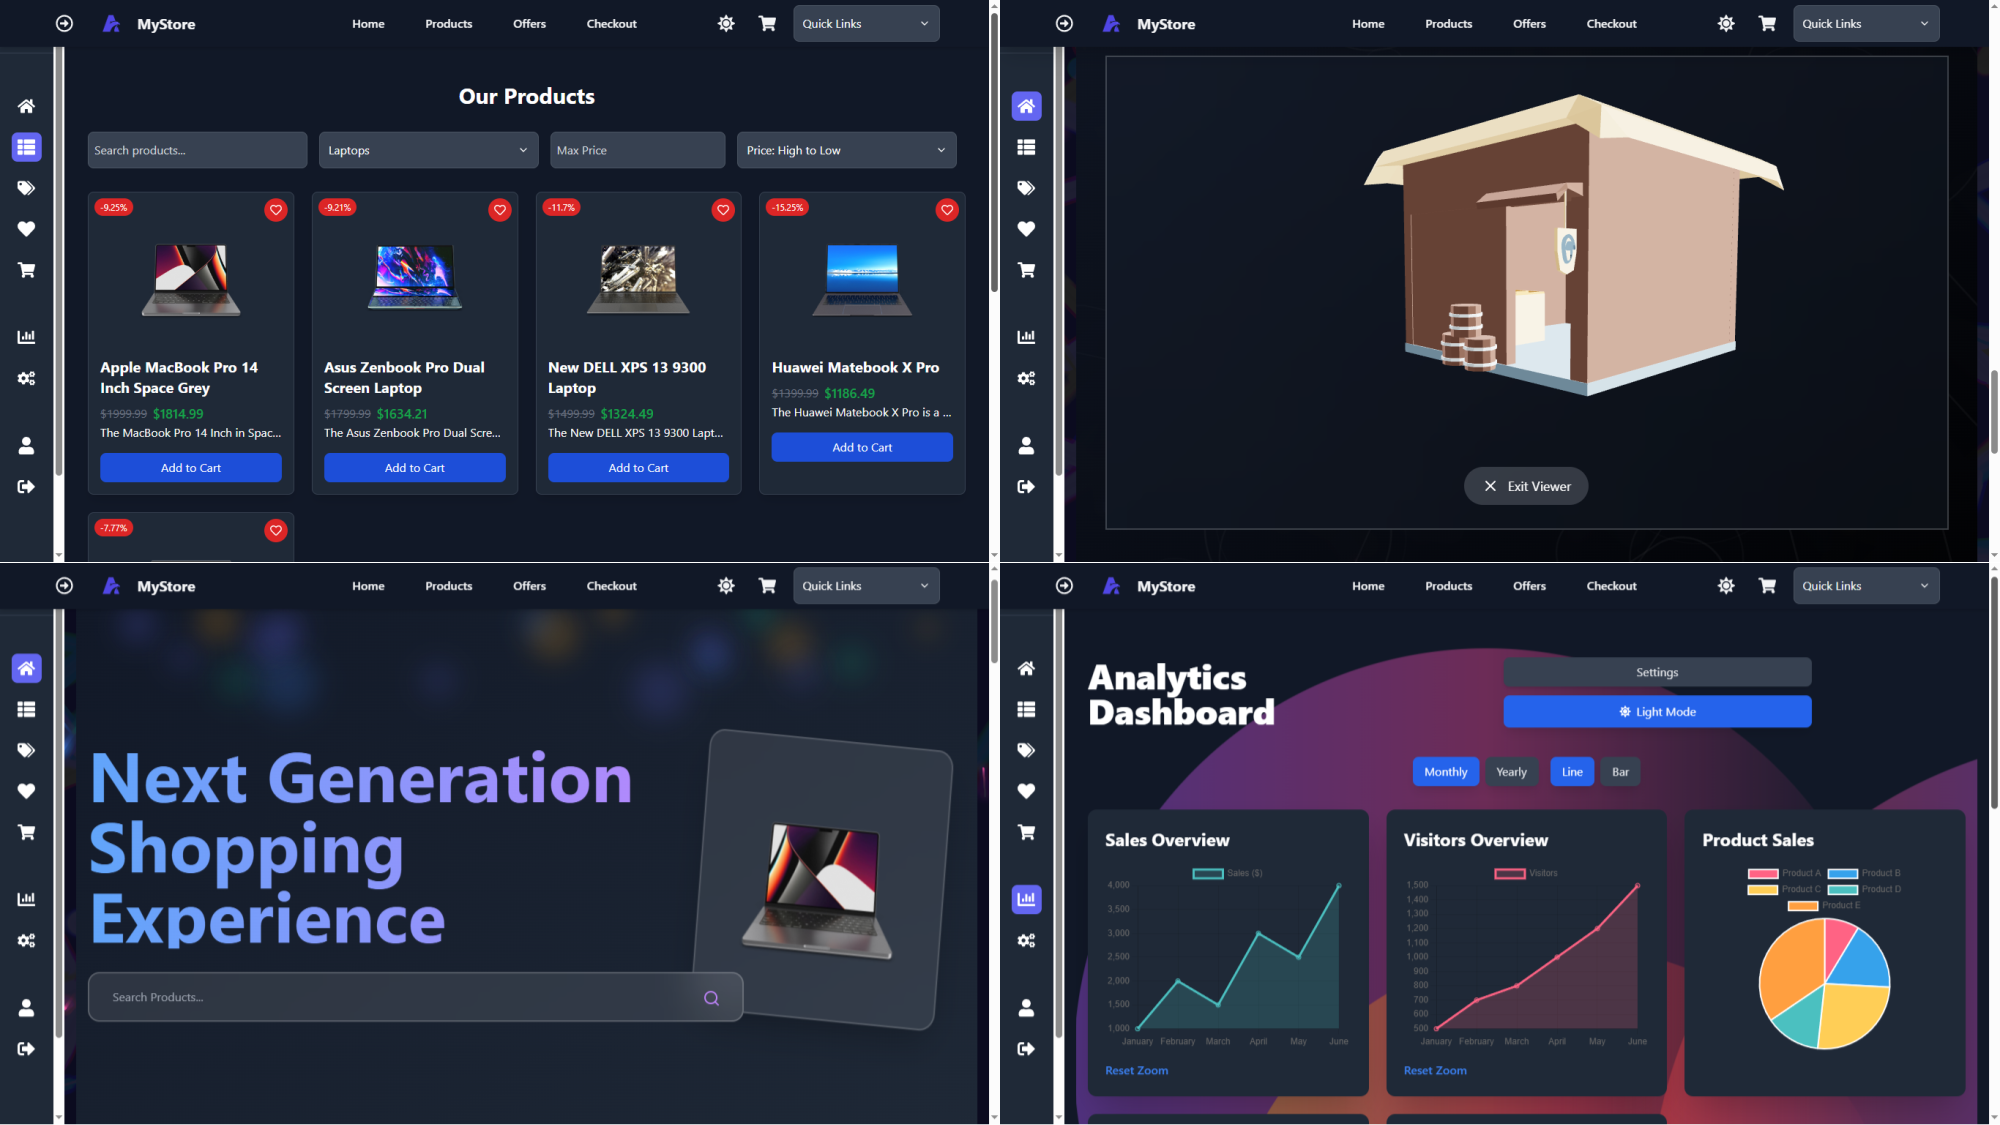 MyStore
Home
Products
Offers
Checkout
Quick Links
Our Products
Search products...
Laptops
Max Price
Price: High to Low
-9.25%
Apple MacBook Pro 14
Inch Space Grey
$1999.99 $1814.99
The MacBook Pro 14 Inch in Spac...
Add to Cart
-9.21%
Asus Zenbook Pro Dual
Screen Laptop
$1799.99 $1634.21
The Asus Zenbook Pro Dual Scre...
Add to Cart
-11.7%
New DELL XPS 13 9300
Laptop
$1499.99 $1324.49
The New DELL XPS 13 9300 Lapt...
Add to Cart
-15.25%
Huawei Matebook X Pro
$1399.99 $1186.49
The Huawei Matebook X Pro is a ...
Add to Cart
-7.77%
MyStore
Home
Products
Offers
Checkout
Quick Links
Exit Viewer
MyStore
Home
Products
Offers
Checkout
Quick Links
Next Generation
Shopping
Experience
Search Products...
MyStore
Home
Products
Offers
Checkout
Quick Links
Analytics
Dashboard
Settings
Light Mode
Monthly
Yearly
Line
Bar
Sales Overview
Sales ($)
4,000
3,500
3,000
2,500
2,000
1,500
1,000
January February March April May June
Reset Zoom
Visitors Overview
Visitors
1,500
1,400
1,300
1,200
1,100
1,000
900
800
700
600
500
January February March April May June
Reset Zoom
Product Sales
Product A
Product B
Product C
Product D
Product E